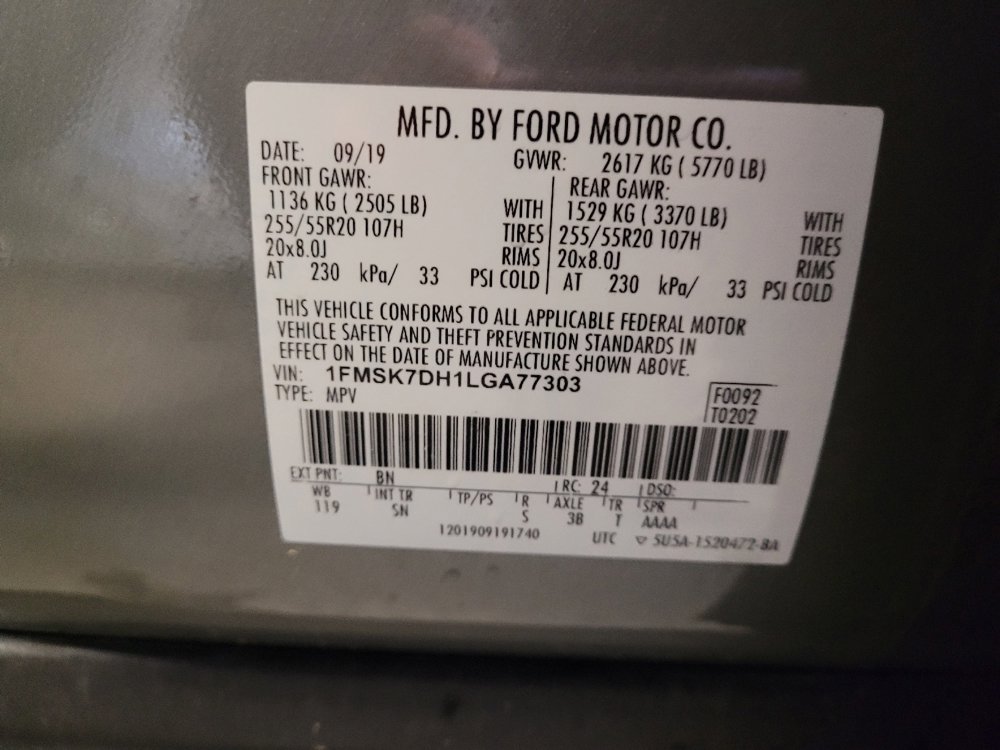 MFD. BY FORD MOTOR CO.
DATE: 09/19 GVWR: 2617 KG ( 5770 LB)
FRONT GAWR: REAR GAWR:
1136 KG ( 2505 LB) WITH 1529 KG ( 3370 LB) WITH
255/55R20 107H TIRES 255/55R20 107H TIRES
20x8.0J RIMS 20x8.0J RIMS
AT 230 kPa/ 33 PSI COLD AT 230 kPa/ 33 PSI COLD
THIS VEHICLE CONFORMS TO ALL APPLICABLE FEDERAL MOTOR
VEHICLE SAFETY AND THEFT PREVENTION STANDARDS IN
EFFECT ON THE DATE OF MANUFACTURE SHOWN ABOVE.
VIN: 1FMSK7DH1LGA77303
TYPE: MPV
F0092
T0202
EXT PNT: BN RC: 24 DSO:
WB INT TR TP/PS R AXLE TR SPR
119 SN S 3B T AAAA
1201909191740 UTC ▽ SU5A-1520472-BA